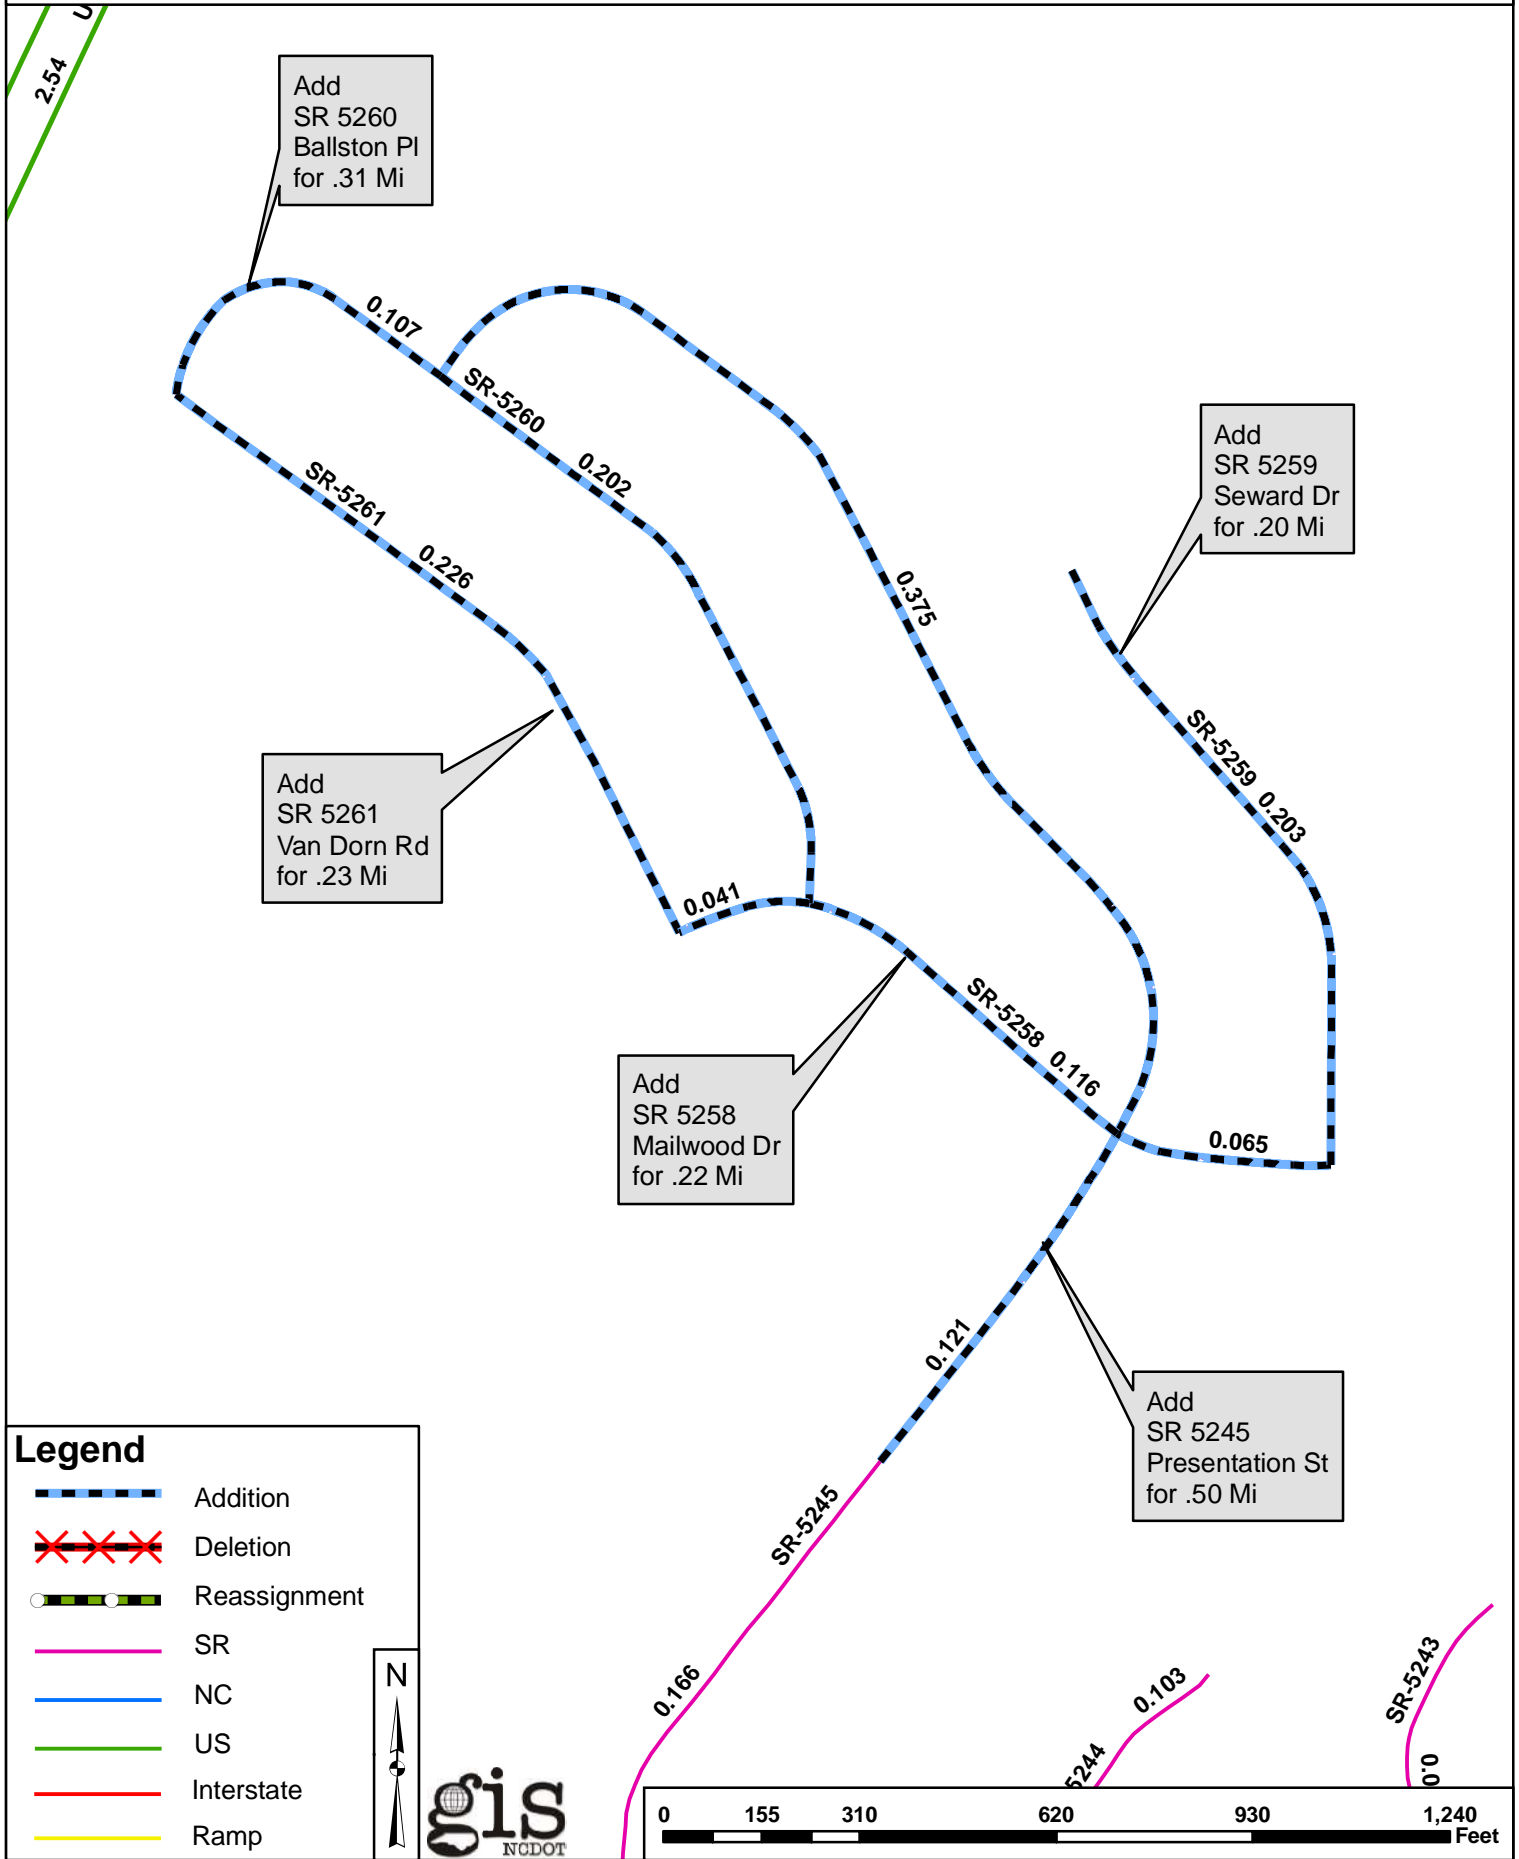 U
2.54
Add
SR 5260
Ballston Pl
for .31 Mi
0.107
SR-5260
0.202
SR-5261
0.226
0.375
Add
SR 5259
Seward Dr
for .20 Mi
SR-5259
0.203
Add
SR 5261
Van Dorn Rd
for .23 Mi
0.041
SR-5258
0.116
Add
SR 5258
Mailwood Dr
for .22 Mi
0.065
0.121
Add
SR 5245
Presentation St
for .50 Mi
SR-5245
0.166
0.103
5244
SR-5243
0.0
Legend
Addition
Deletion
Reassignment
SR
NC
US
Interstate
Ramp
N
gis
NCDOT
0 155 310 620 930 1,240
Feet